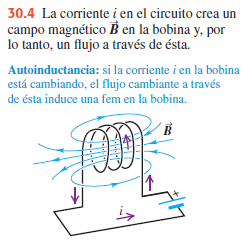 30.4 La corriente i en el circuito crea un
campo magnético B⃗ en la bobina y, por
lo tanto, un flujo a través de ésta.
Autoinductancia: si la corriente i en la bobina
está cambiando, el flujo cambiante a través
de ésta induce una fem en la bobina.
B⃗
+
i